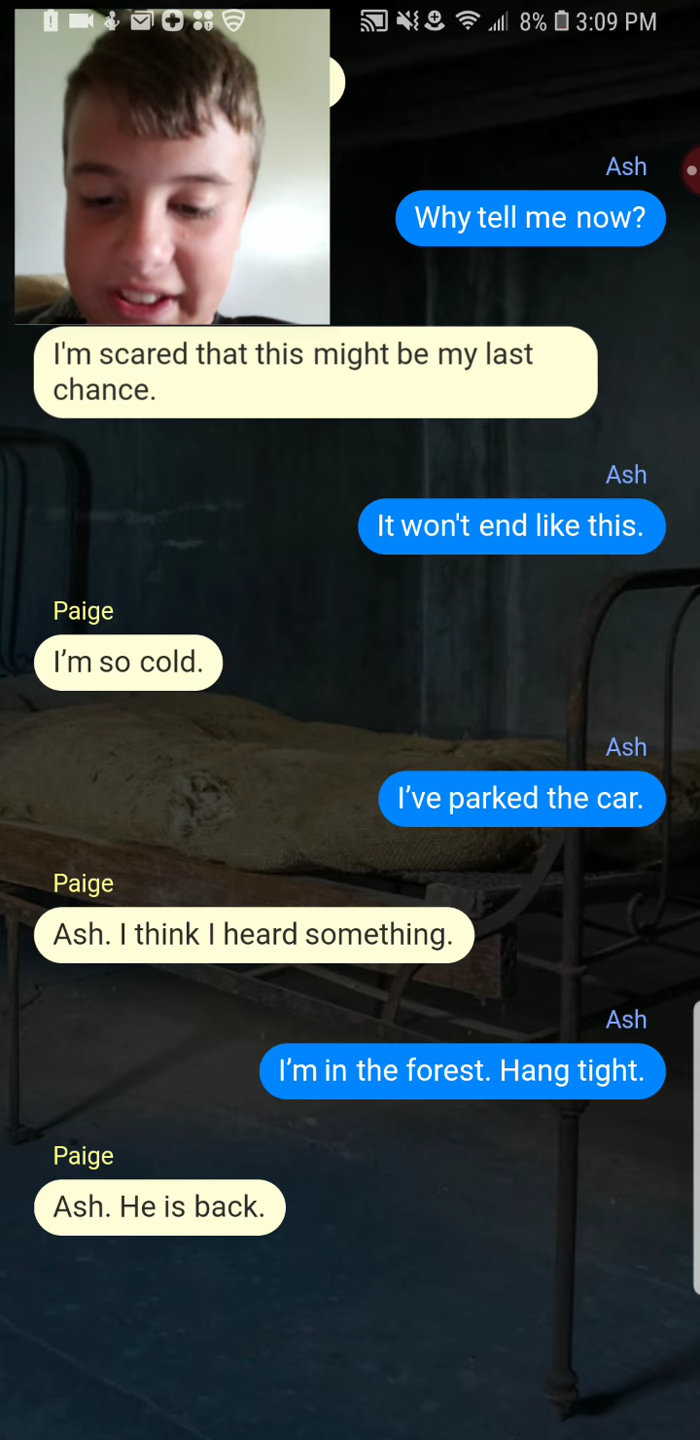 8% 3:09 PM
Ash
Why tell me now?
I'm scared that this might be my last
chance.
Ash
It won't end like this.
Paige
I’m so cold.
Ash
I’ve parked the car.
Paige
Ash. I think I heard something.
Ash
I’m in the forest. Hang tight.
Paige
Ash. He is back.